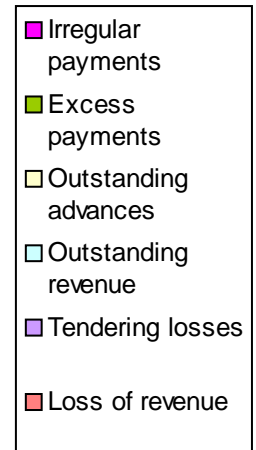 Irregular
payments
Excess
payments
Outstanding
advances
Outstanding
revenue
Tendering losses
Loss of revenue